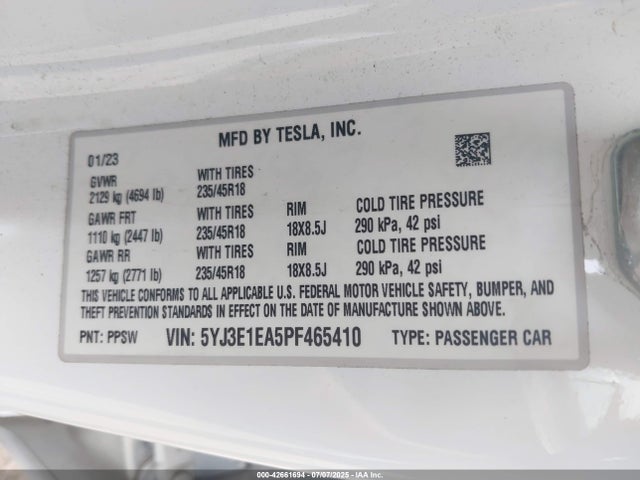 MFD BY TESLA, INC.
01/23
GVWR WITH TIRES
2129 kg (4694 lb) 235/45R18
GAWR FRT WITH TIRES RIM COLD TIRE PRESSURE
1110 kg (2447 lb) 235/45R18 18X8.5J 290 kPa, 42 psi
GAWR RR WITH TIRES RIM COLD TIRE PRESSURE
1257 kg (2771 lb) 235/45R18 18X8.5J 290 kPa, 42 psi
THIS VEHICLE CONFORMS TO ALL APPLICABLE U.S. FEDERAL MOTOR VEHICLE SAFETY, BUMPER, AND
THEFT PREVENTION STANDARDS IN EFFECT ON THE DATE OF MANUFACTURE SHOWN ABOVE.
PNT: PPSW VIN: 5YJ3E1EA5PF465410 TYPE: PASSENGER CAR
000-42661694 - 07/07/2025 - IAA Inc.